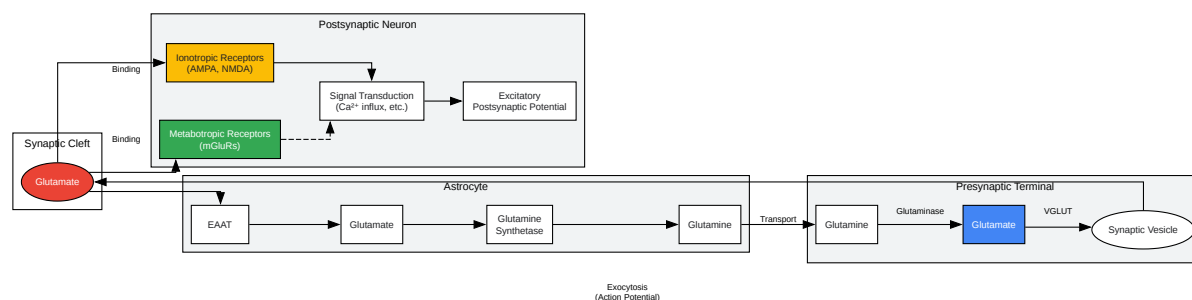 Postsynaptic Neuron
Ionotropic Receptors
(AMPA, NMDA)
Binding
Signal Transduction
(Ca²⁺ influx, etc.)
Excitatory
Postsynaptic Potential
Binding
Metabotropic Receptors
(mGluRs)
Synaptic Cleft
Glutamate
Astrocyte
EAAT
Glutamate
Glutamine
Synthetase
Glutamine
Transport
Presynaptic Terminal
Glutamine
Glutaminase
Glutamate
VGLUT
Synaptic Vesicle
Exocytosis
(Action Potential)